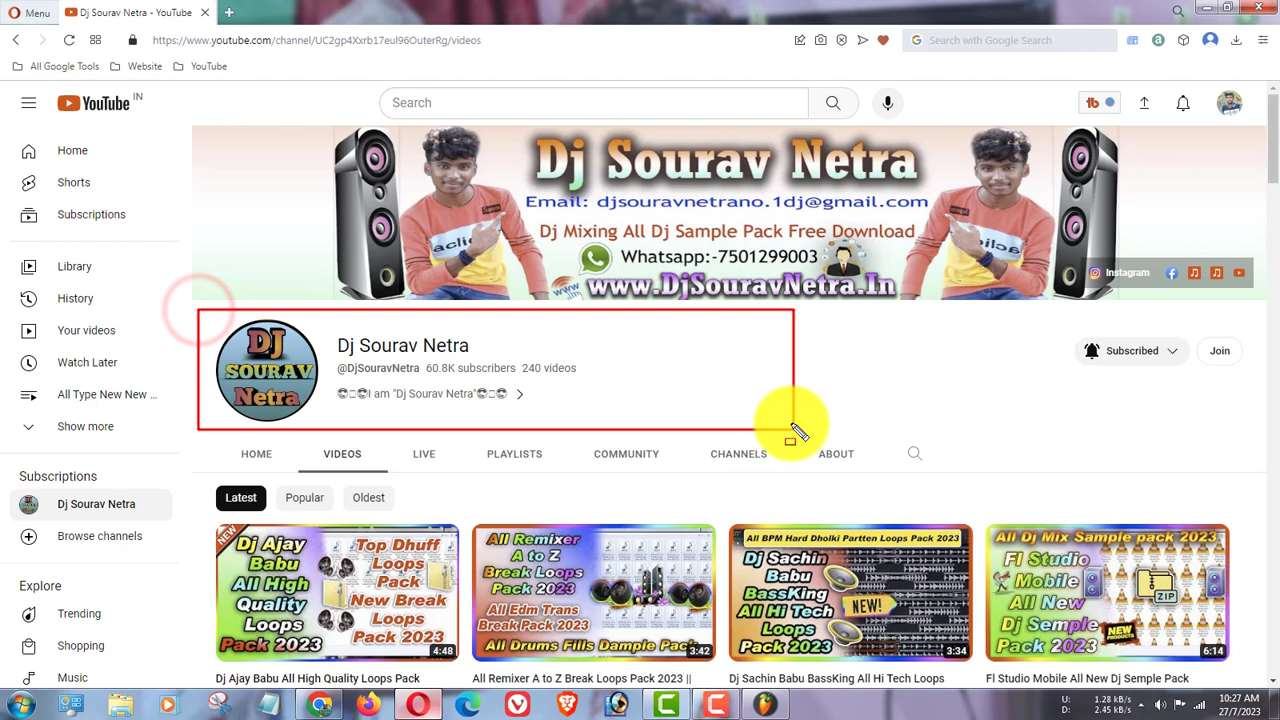 Menu
Dj Sourav Netra - YouTube
https://www.youtube.com/channel/UC2gp4Xxrb17euI96OuterRg/videos
Search with Google Search
All Google Tools
Website
YouTube
YouTube IN
Search
Home
Shorts
Subscriptions
Library
History
Your videos
Watch Later
All Type New New ...
Show more
Subscriptions
Dj Sourav Netra
Browse channels
Explore
Trending
Shopping
Music
Dj Sourav Netra
Email: djsouravnetrano.1dj@gmail.com
Dj Mixing All Dj Sample Pack Free Download
Whatsapp:-7501299003
www.DjSouravNetra.In
Instagram
DJ
SOURAV
Netra
Dj Sourav Netra
@DjSouravNetra 60.8K subscribers 240 videos
I am "Dj Sourav Netra"
Subscribed
Join
HOME
VIDEOS
LIVE
PLAYLISTS
COMMUNITY
CHANNELS
ABOUT
Latest
Popular
Oldest
NEW
Dj Ajay
Babu
All High
Quality
Loops
Pack 2023
Top Dhuff
Loops
Pack
New Break
Loops
Pack 2023
4:48
All Remixer
A to Z
Break Loops
Pack 2023
All Edm Trans
Break Pack 2023
All Drums Fills Dample Pack
3:42
All BPM Hard Dholki Partten Loops Pack 2023
Dj Sachin
Babu
BassKing
All Hi Tech
Loops
Pack 2023
NEW!
3:34
All Dj Mix Sample pack 2023
Fl Studio
Mobile
All New
Dj Semple
Pack 2023
ZIP
NEW
PRODUCTS
6:14
Dj Ajay Babu All High Quality Loops Pack
All Remixer A to Z Break Loops Pack 2023 ||
Dj Sachin Babu BassKing All Hi Tech Loops
Fl Studio Mobile All New Dj Semple Pack
U: 1.28 kB/s
D: 2.45 kB/s
10:27 AM
27/7/2023